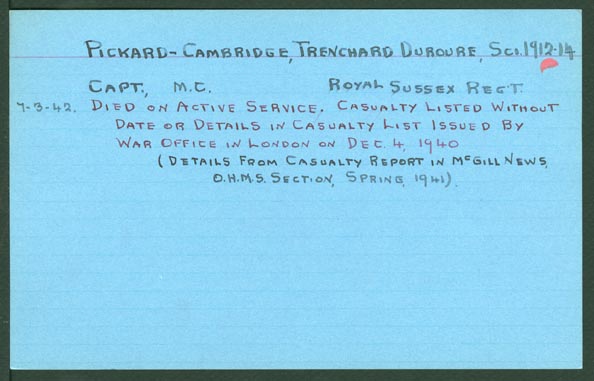 PICKARD-CAMBRIDGE, TRENCHARD DUROURE, Sci. 1912-14
CAPT., M.C. ROYAL SUSSEX REGT.
7-3-42. DIED ON ACTIVE SERVICE. CASUALTY LISTED WITHOUT
DATE OR DETAILS IN CASUALTY LIST ISSUED BY
WAR OFFICE IN LONDON ON DEC. 4, 1940
(DETAILS FROM CASUALTY REPORT IN McGILL NEWS,
O.H.M.S. SECTION, SPRING, 1941).